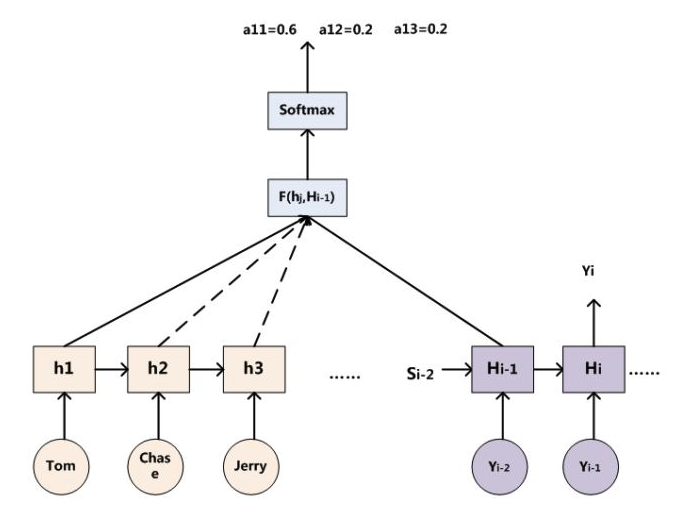 a11=0.6 a12=0.2 a13=0.2
Softmax
F(hj,Hi-1)
Yi
h1 h2 h3 ...... Si-2 Hi-1 Hi ......
Tom
Chas
e
Jerry
Yi-2
Yi-1